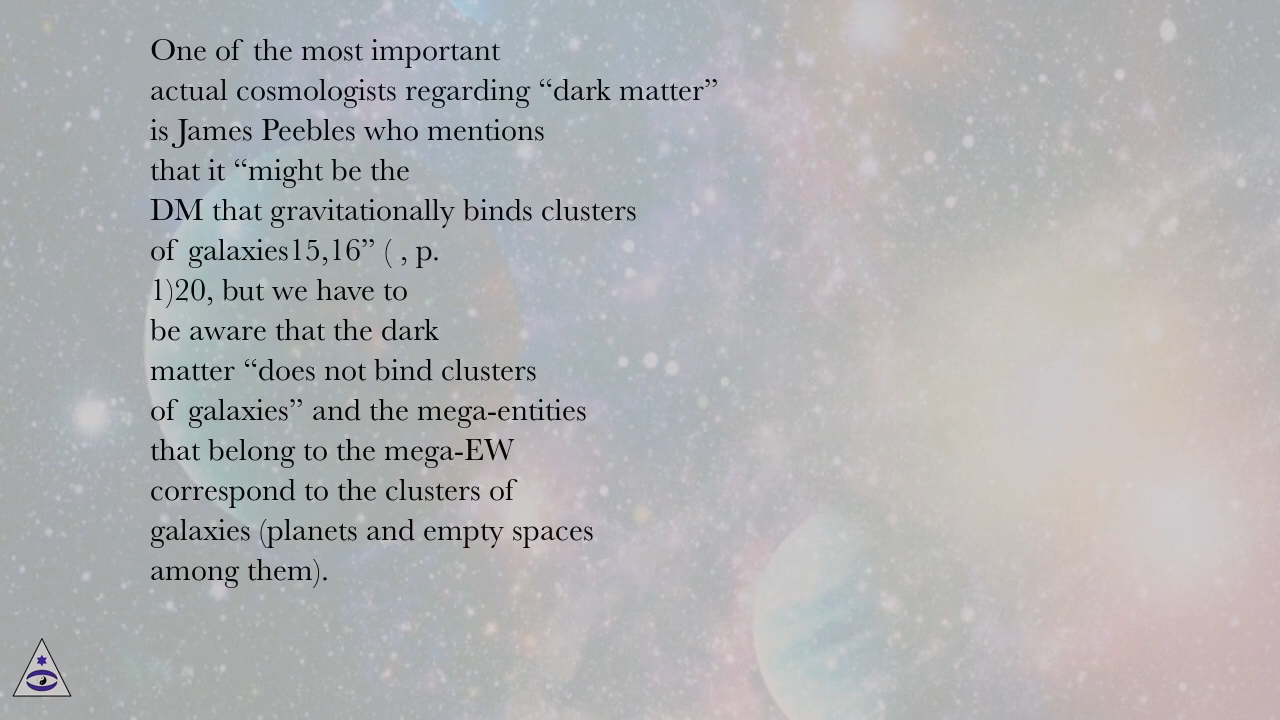 One of the most important
actual cosmologists regarding “dark matter”
is James Peebles who mentions
that it “might be the
DM that gravitationally binds clusters
of galaxies15,16” ( , p.
1)20, but we have to
be aware that the dark
matter “does not bind clusters
of galaxies” and the mega-entities
that belong to the mega-EW
correspond to the clusters of
galaxies (planets and empty spaces
among them).